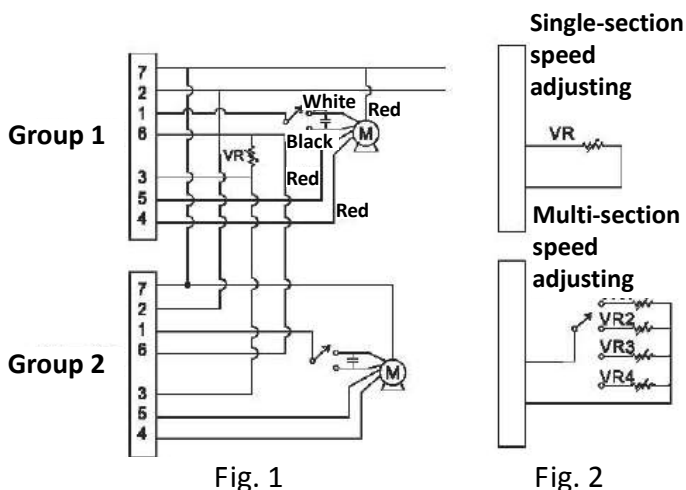 Group 1
7
2
1
6
3
5
4
VR
White
Red
Black
Red
Red
M
Group 2
7
2
1
6
3
5
4
M
Fig. 1
Single-section
speed
adjusting
VR
Multi-section
speed
adjusting
VR2
VR3
VR4
Fig. 2